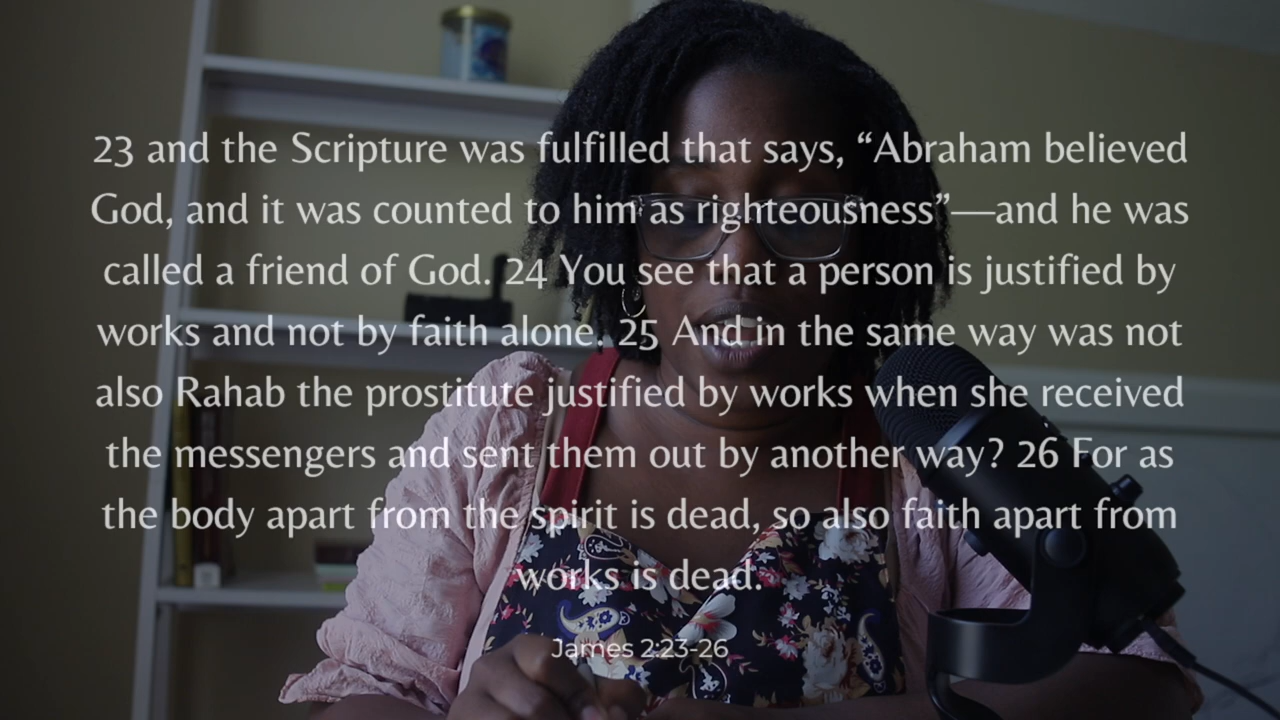 23 and the Scripture was fulfilled that says, “Abraham believed
God, and it was counted to him as righteousness”—and he was
called a friend of God. 24 You see that a person is justified by
works and not by faith alone. 25 And in the same way was not
also Rahab the prostitute justified by works when she received
the messengers and sent them out by another way? 26 For as
the body apart from the spirit is dead, so also faith apart from
works is dead.
James 2:23-26